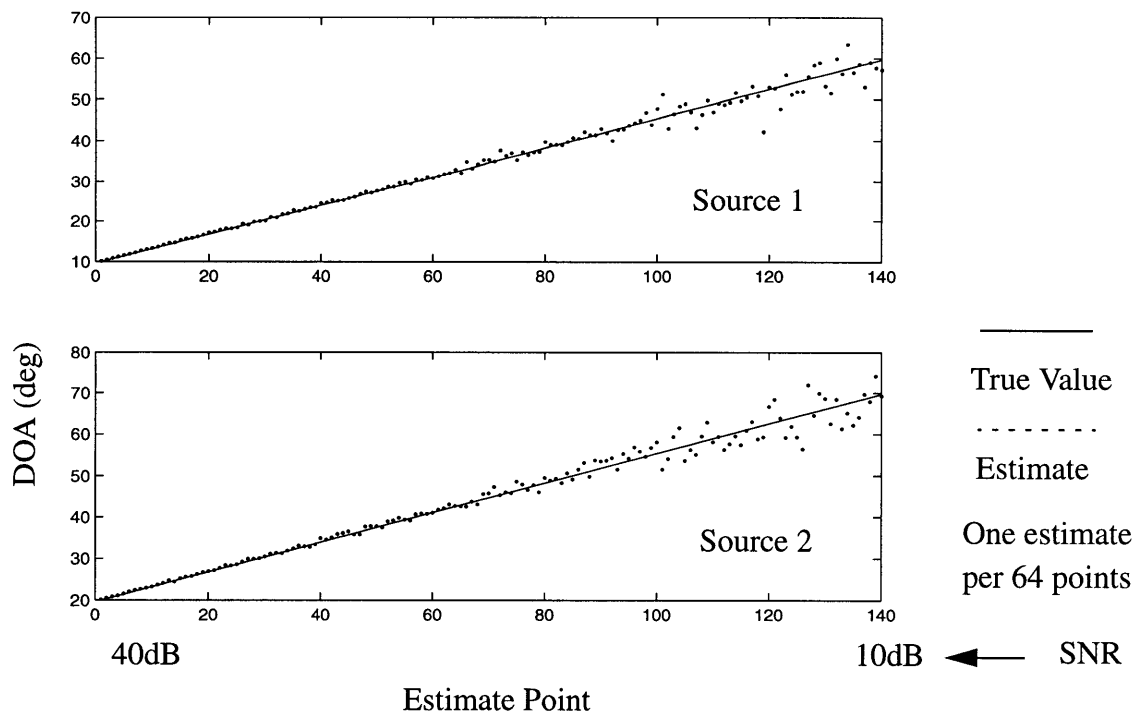 70
60
50
40
30
20
10
0 20 40 60 80 100 120 140
Source 1
80
70
60
50
40
30
20
0 20 40 60 80 100 120 140
Source 2
DOA (deg)
True Value
Estimate
One estimate
per 64 points
40dB 10dB SNR
Estimate Point